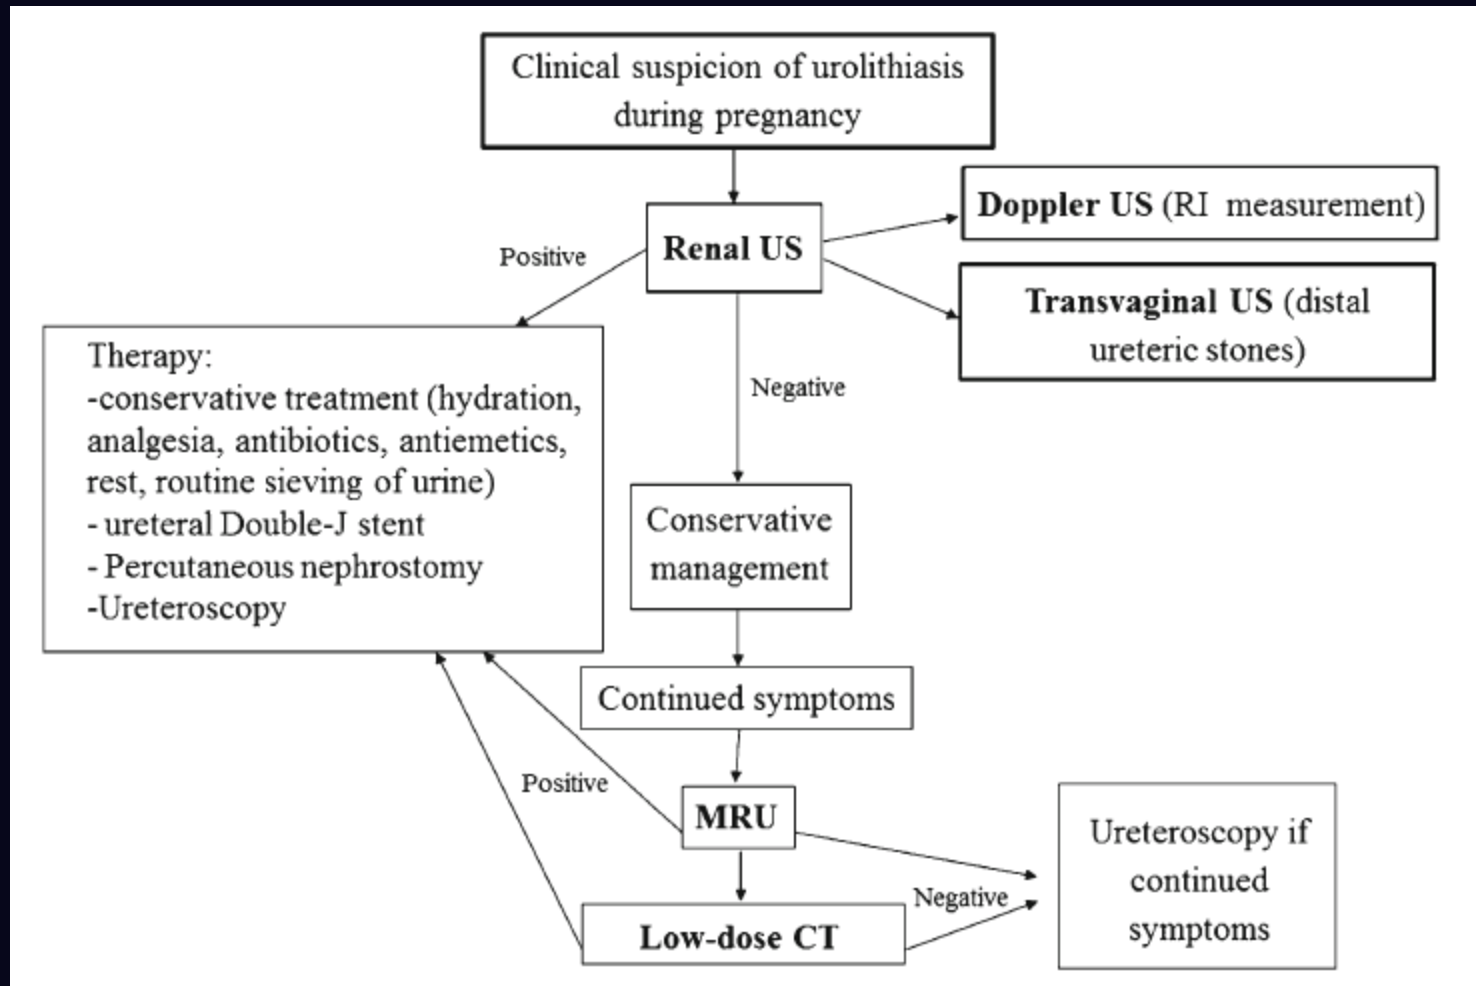 Clinical suspicion of urolithiasis
during pregnancy
Renal US
Doppler US (RI measurement)
Transvaginal US (distal
ureteric stones)
Positive
Therapy:
-conservative treatment (hydration,
analgesia, antibiotics, antiemetics,
rest, routine sieving of urine)
- ureteral Double-J stent
- Percutaneous nephrostomy
-Ureteroscopy
Negative
Conservative
management
Continued symptoms
Positive
MRU
Low-dose CT
Negative
Ureteroscopy if
continued
symptoms